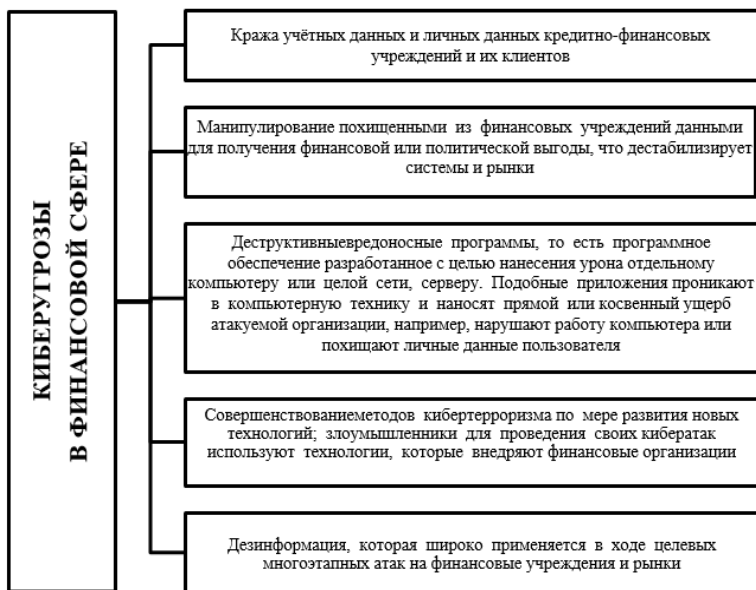 КИБЕРУГРОЗЫ
В ФИНАНСОВОЙ СФЕРЕ
Кража учётных данных и личных данных кредитно-финансовых
учреждений и их клиентов
Манипулирование похищенными из финансовых учреждений данными
для получения финансовой или политической выгоды, что дестабилизирует
системы и рынки
Деструктивныевредоносные программы, то есть программное
обеспечение разработанное с целью нанесения урона отдельному
компьютеру или целой сети, серверу. Подобные приложения проникают
в компьютерную технику и наносят прямой или косвенный ущерб
атакуемой организации, например, нарушают работу компьютера или
похищают личные данные пользователя
Совершенствованиеметодов кибертерроризма по мере развития новых
технологий; злоумышленники для проведения своих кибератак
используют технологии, которые внедряют финансовые организации
Дезинформация, которая широко применяется в ходе целевых
многоэтапных атак на финансовые учреждения и рынки